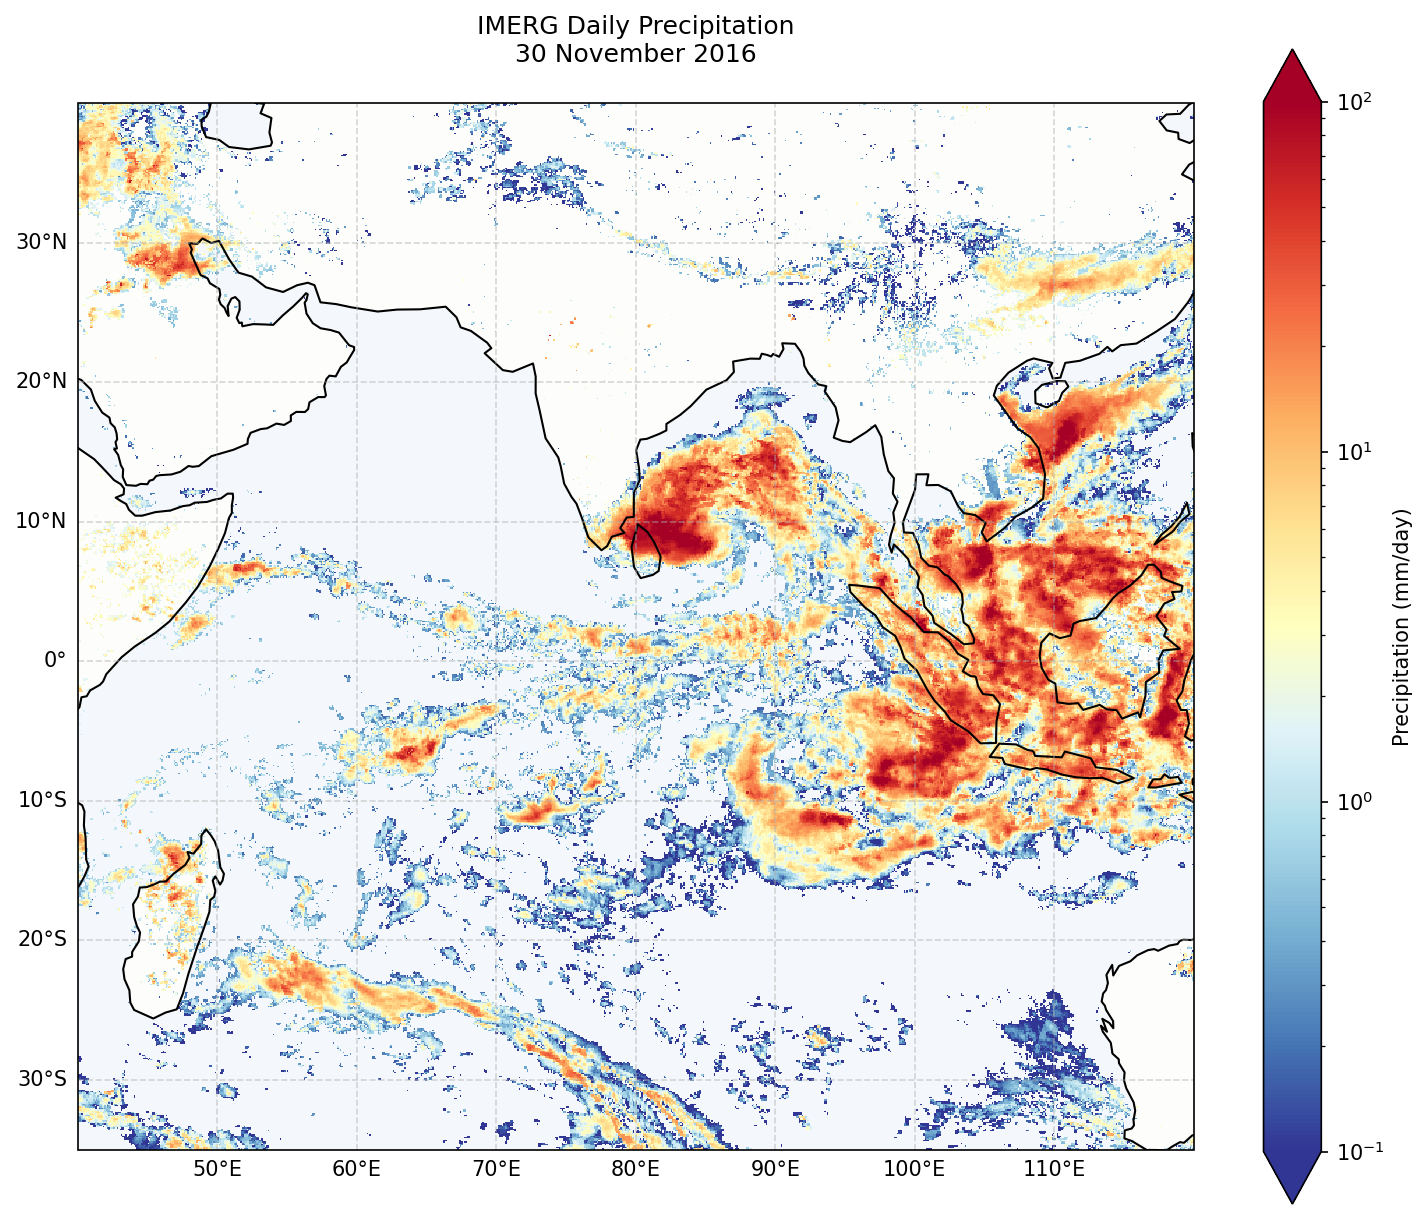 IMERG Daily Precipitation
30 November 2016
30°N
20°N
10°N
0°
10°S
20°S
30°S
50°E 60°E 70°E 80°E 90°E 100°E 110°E
10²
10¹
10⁰
10⁻¹
Precipitation (mm/day)